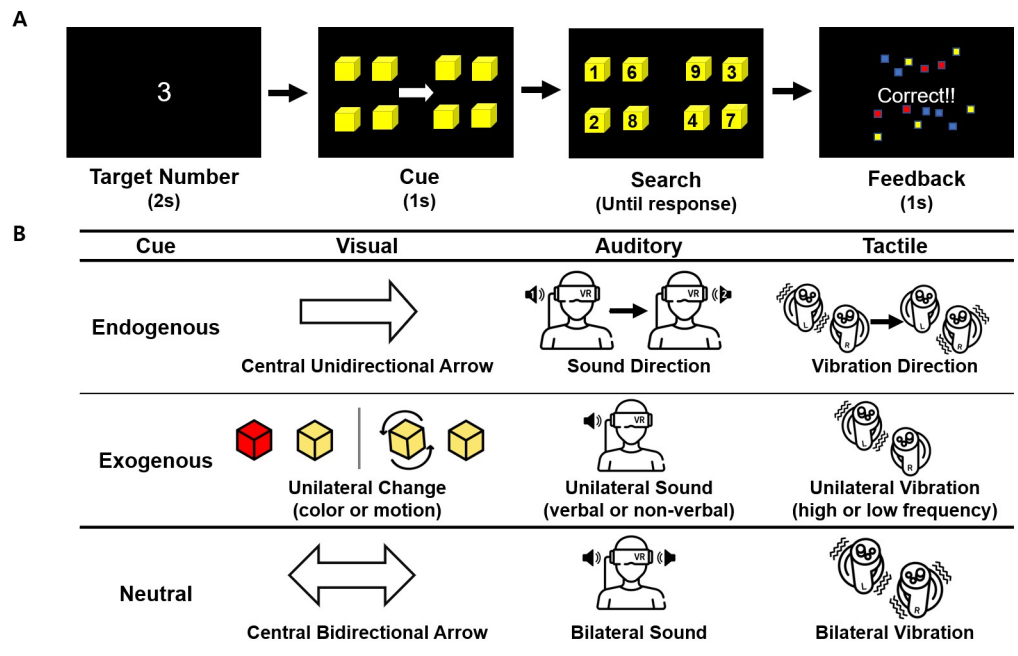 A
3
1 6 9 3
2 8 4 7
Correct!!
Target Number
(2s)
Cue
(1s)
Search
(Until response)
Feedback
(1s)
B
Cue Visual Auditory Tactile
Endogenous
1 VR VR 2
L R L R
Central Unidirectional Arrow
Sound Direction
Vibration Direction
Exogenous
VR
L R
Unilateral Change
(color or motion)
Unilateral Sound
(verbal or non-verbal)
Unilateral Vibration
(high or low frequency)
Neutral
VR
L R
Central Bidirectional Arrow
Bilateral Sound
Bilateral Vibration